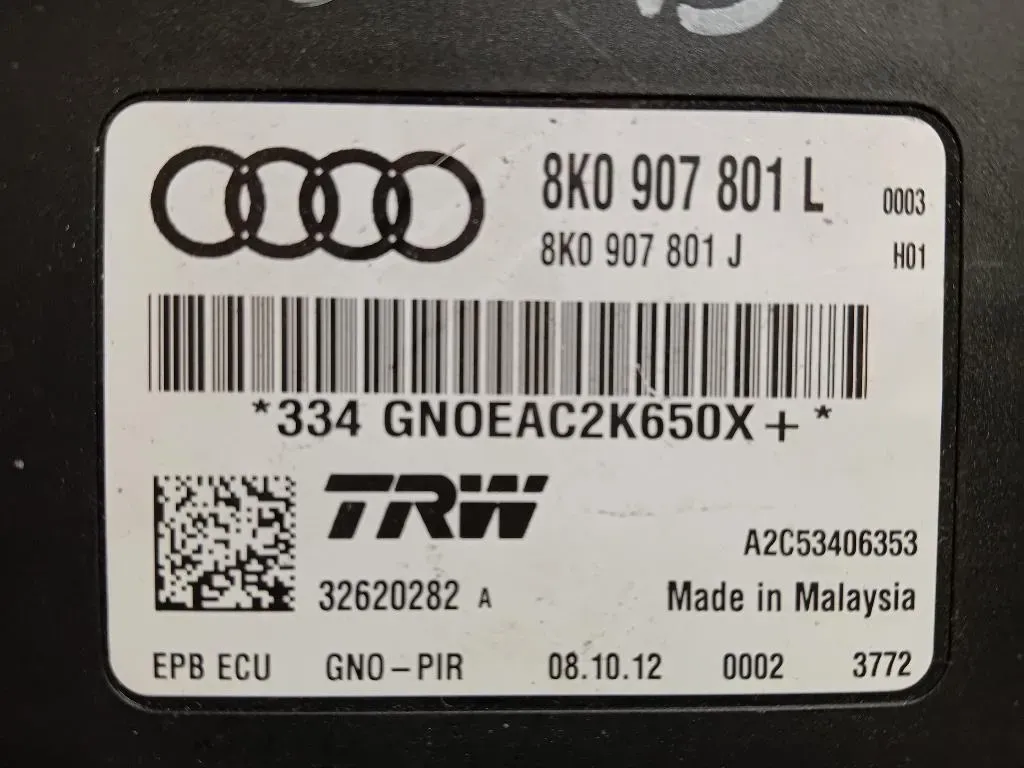 8K0 907 801 L 0003
8K0 907 801 J H01
*334 GNOEAC2K650X+*
TRW
A2C53406353
32620282 A Made in Malaysia
EPB ECU GNO-PIR 08.10.12 0002 3772